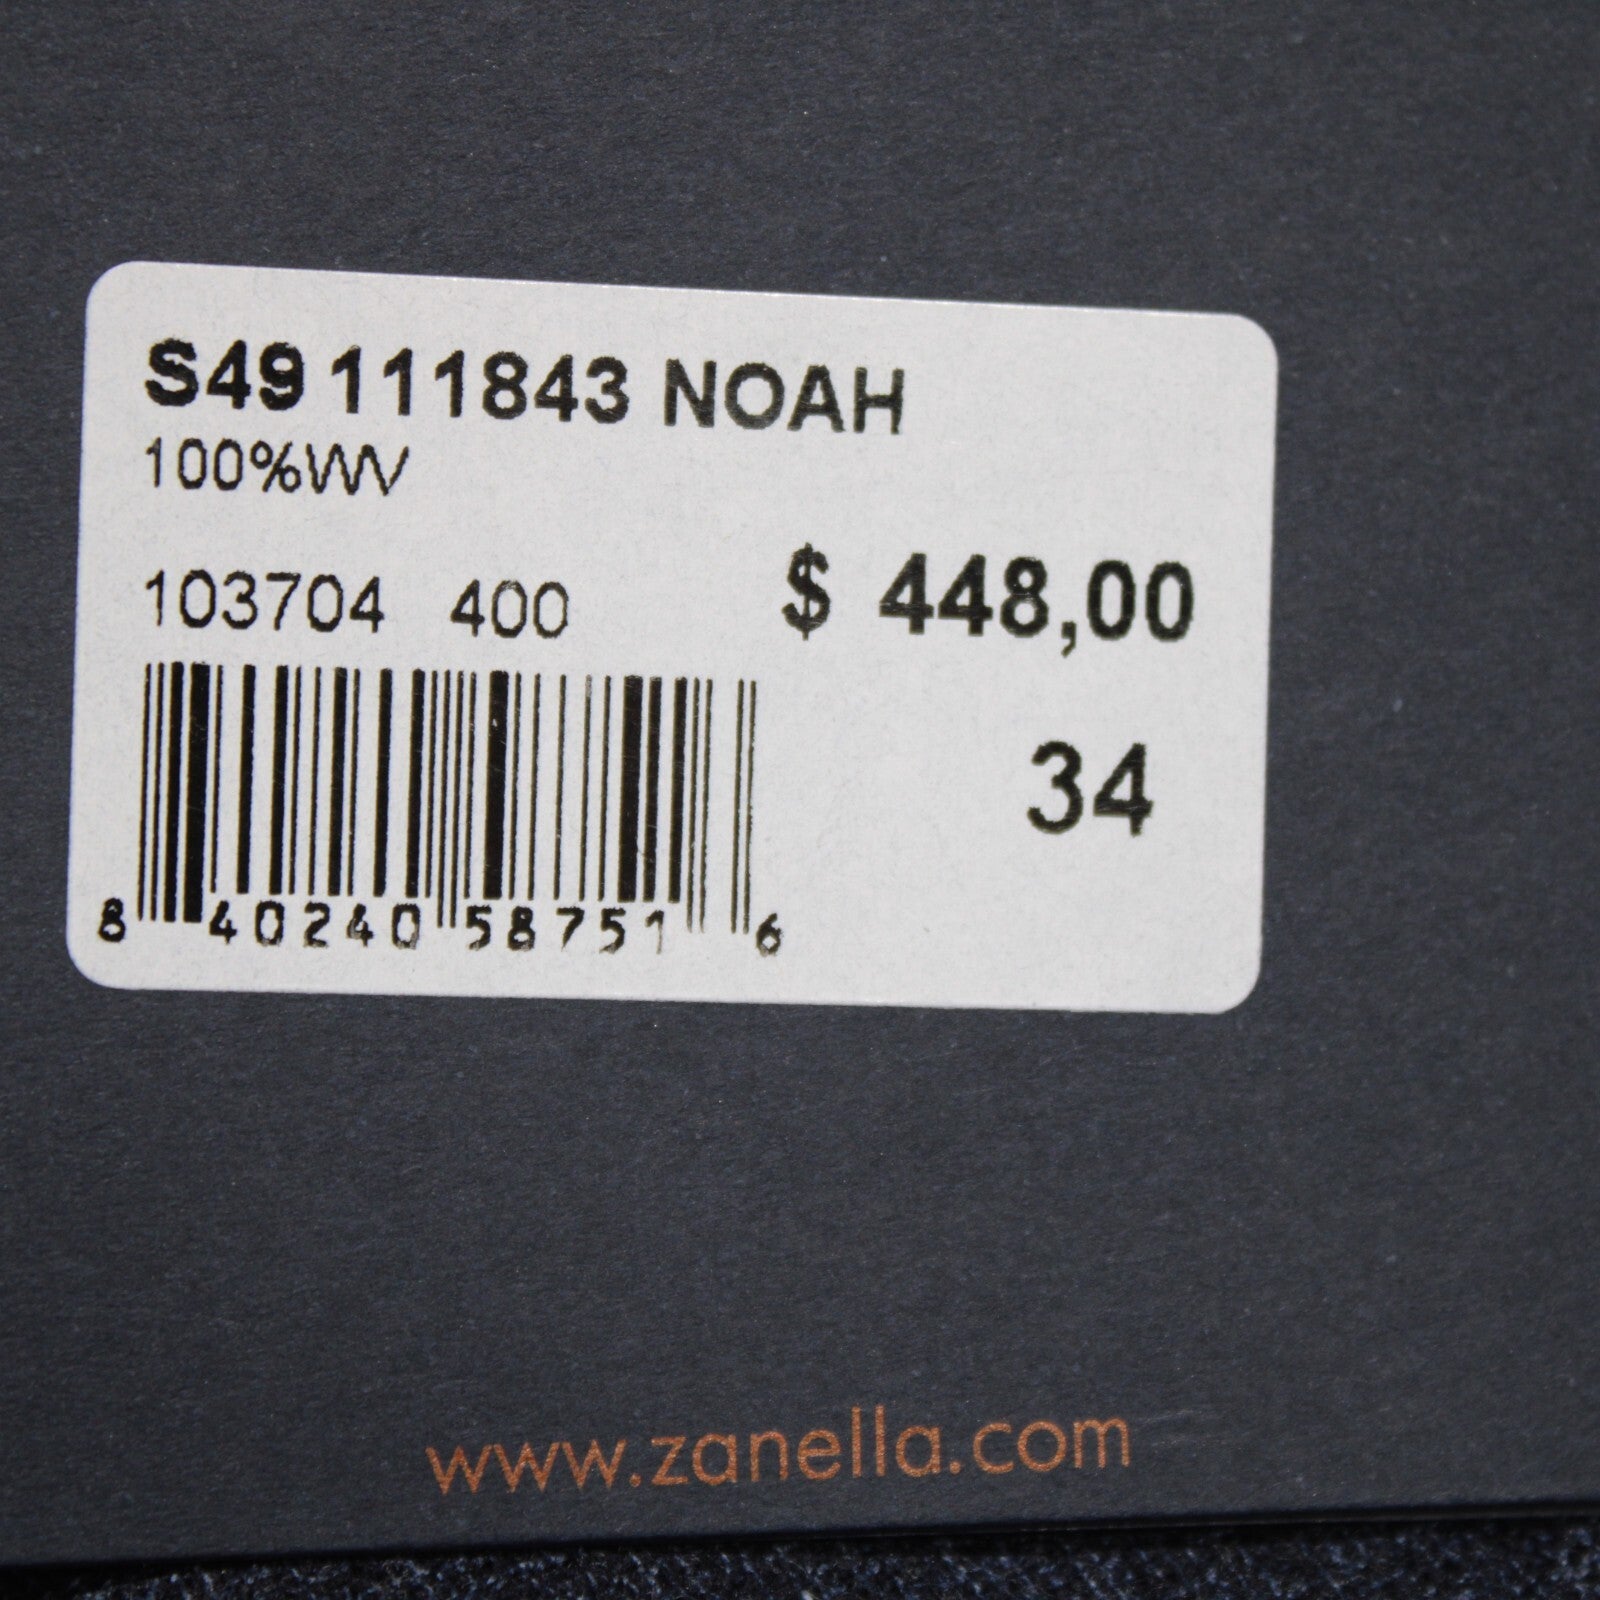 S49 111843 NOAH
100%WV
103704 400
$ 448,00
34
8 40240 58751 6
www.zanella.com